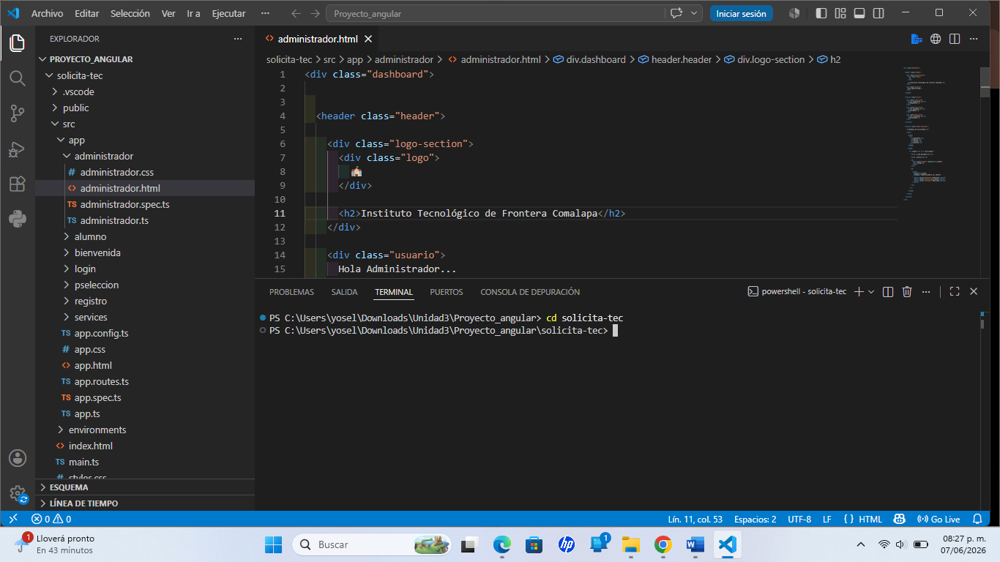 Archivo Editar Selección Ver Ir a Ejecutar ··· Proyecto_angular Iniciar sesión
EXPLORADOR ···
PROYECTO_ANGULAR
solicita-tec
.vscode
public
src
app
administrador
# administrador.css
<> administrador.html
TS administrador.spec.ts
TS administrador.ts
alumno
bienvenida
login
pseleccion
registro
services
TS app.config.ts
# app.css
<> app.html
TS app.routes.ts
TS app.spec.ts
TS app.ts
environments
<> index.html
TS main.ts
# styles.css
ESQUEMA
LÍNEA DE TIEMPO
<> administrador.html
solicita-tec > src > app > administrador > <> administrador.html > div.dashboard > header.header > div.logo-section > h2
1 <div class="dashboard">
2
3
4 <header class="header">
5
6 <div class="logo-section">
7 <div class="logo">
8 🏫
9 </div>
10
11 <h2>Instituto Tecnológico de Frontera Comalapa</h2>
12 </div>
13
14 <div class="usuario">
15 Hola Administrador...
PROBLEMAS SALIDA TERMINAL PUERTOS CONSOLA DE DEPURACIÓN powershell - solicita-tec
PS C:\Users\yosel\Downloads\Unidad3\Proyecto_angular> cd solicita-tec
PS C:\Users\yosel\Downloads\Unidad3\Proyecto_angular\solicita-tec>
0 0 Lín. 11, col. 53 Espacios: 2 UTF-8 LF {} HTML Go Live
1 Lloverá pronto
En 43 minutos
Buscar
hp
1
08:27 p. m.
07/06/2026